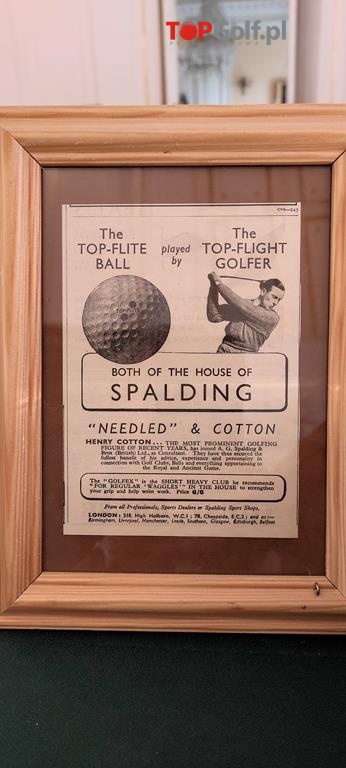 TOPGolf.pl
The
TOP-FLITE
BALL
played
by
The
TOP-FLIGHT
GOLFER
TOP-FLITE
BOTH OF THE HOUSE OF
SPALDING
"NEEDLED" & COTTON
HENRY COTTON... THE MOST PROMINENT GOLFING
FIGURE OF RECENT YEARS, has joined A. G. Spalding &
Bros (British) Ltd., as Consultant. They have thus secured the
fullest benefit of his advice, experience and personality in
connection with Golf Clubs, Balls and everything appertaining to
the Royal and Ancient Game.
The "GOLFEX" is the SHORT HEAVY CLUB he recommends
"FOR REGULAR 'WAGGLES'" IN THE HOUSE to strengthen
your grip and help wrist work. Price 6/6
From all Professionals, Sports Dealers or Spalding Sport Shops.
LONDON: 318, High Holborn, W.C.1; 78, Cheapside, E.C.2; and at:—
Birmingham, Liverpool, Manchester, Leeds, Southsea, Glasgow, Edinburgh, Belfast